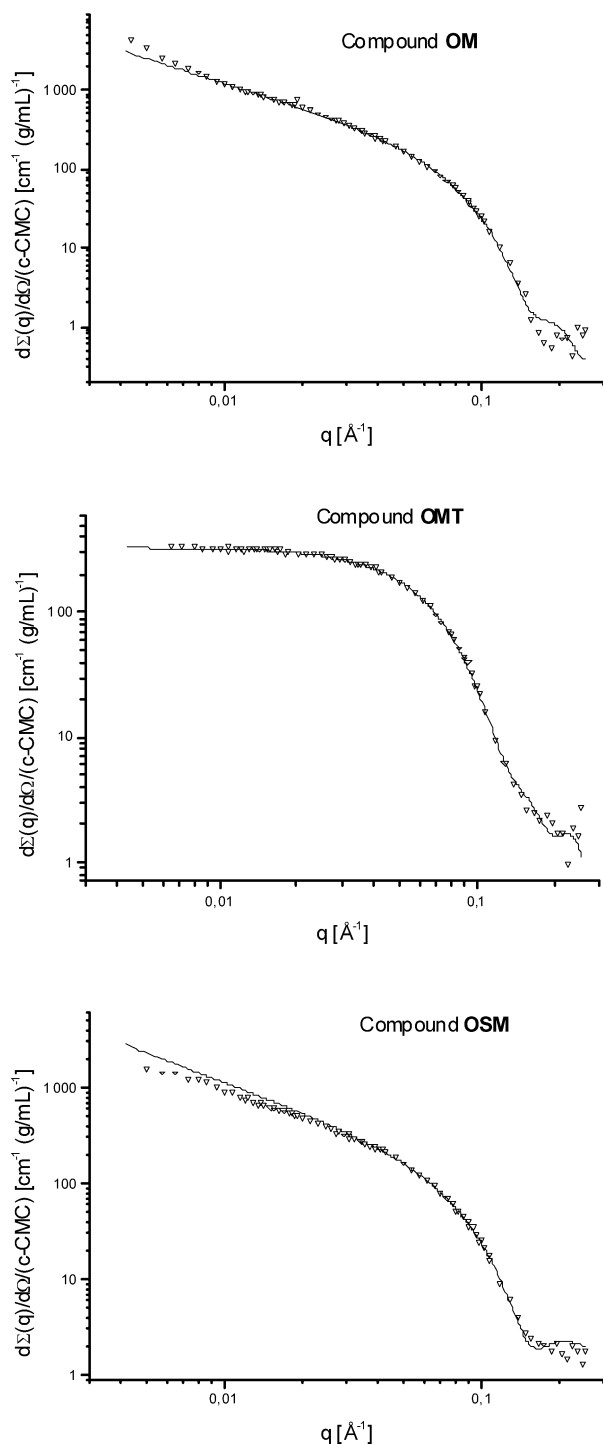 Compound OM
dΣ(q)/dΩ/(c-CMC) [cm⁻¹ (g/mL)⁻¹]
1000
100
10
1
0,01
0,1
q [Å⁻¹]
Compound OMT
dΣ(q)/dΩ/(c-CMC) [cm⁻¹ (g/mL)⁻¹]
100
10
1
0,01
0,1
q [Å⁻¹]
Compound OSM
dΣ(q)/dΩ/(c-CMC) [cm⁻¹ (g/mL)⁻¹]
1000
100
10
1
0,01
0,1
q [Å⁻¹]